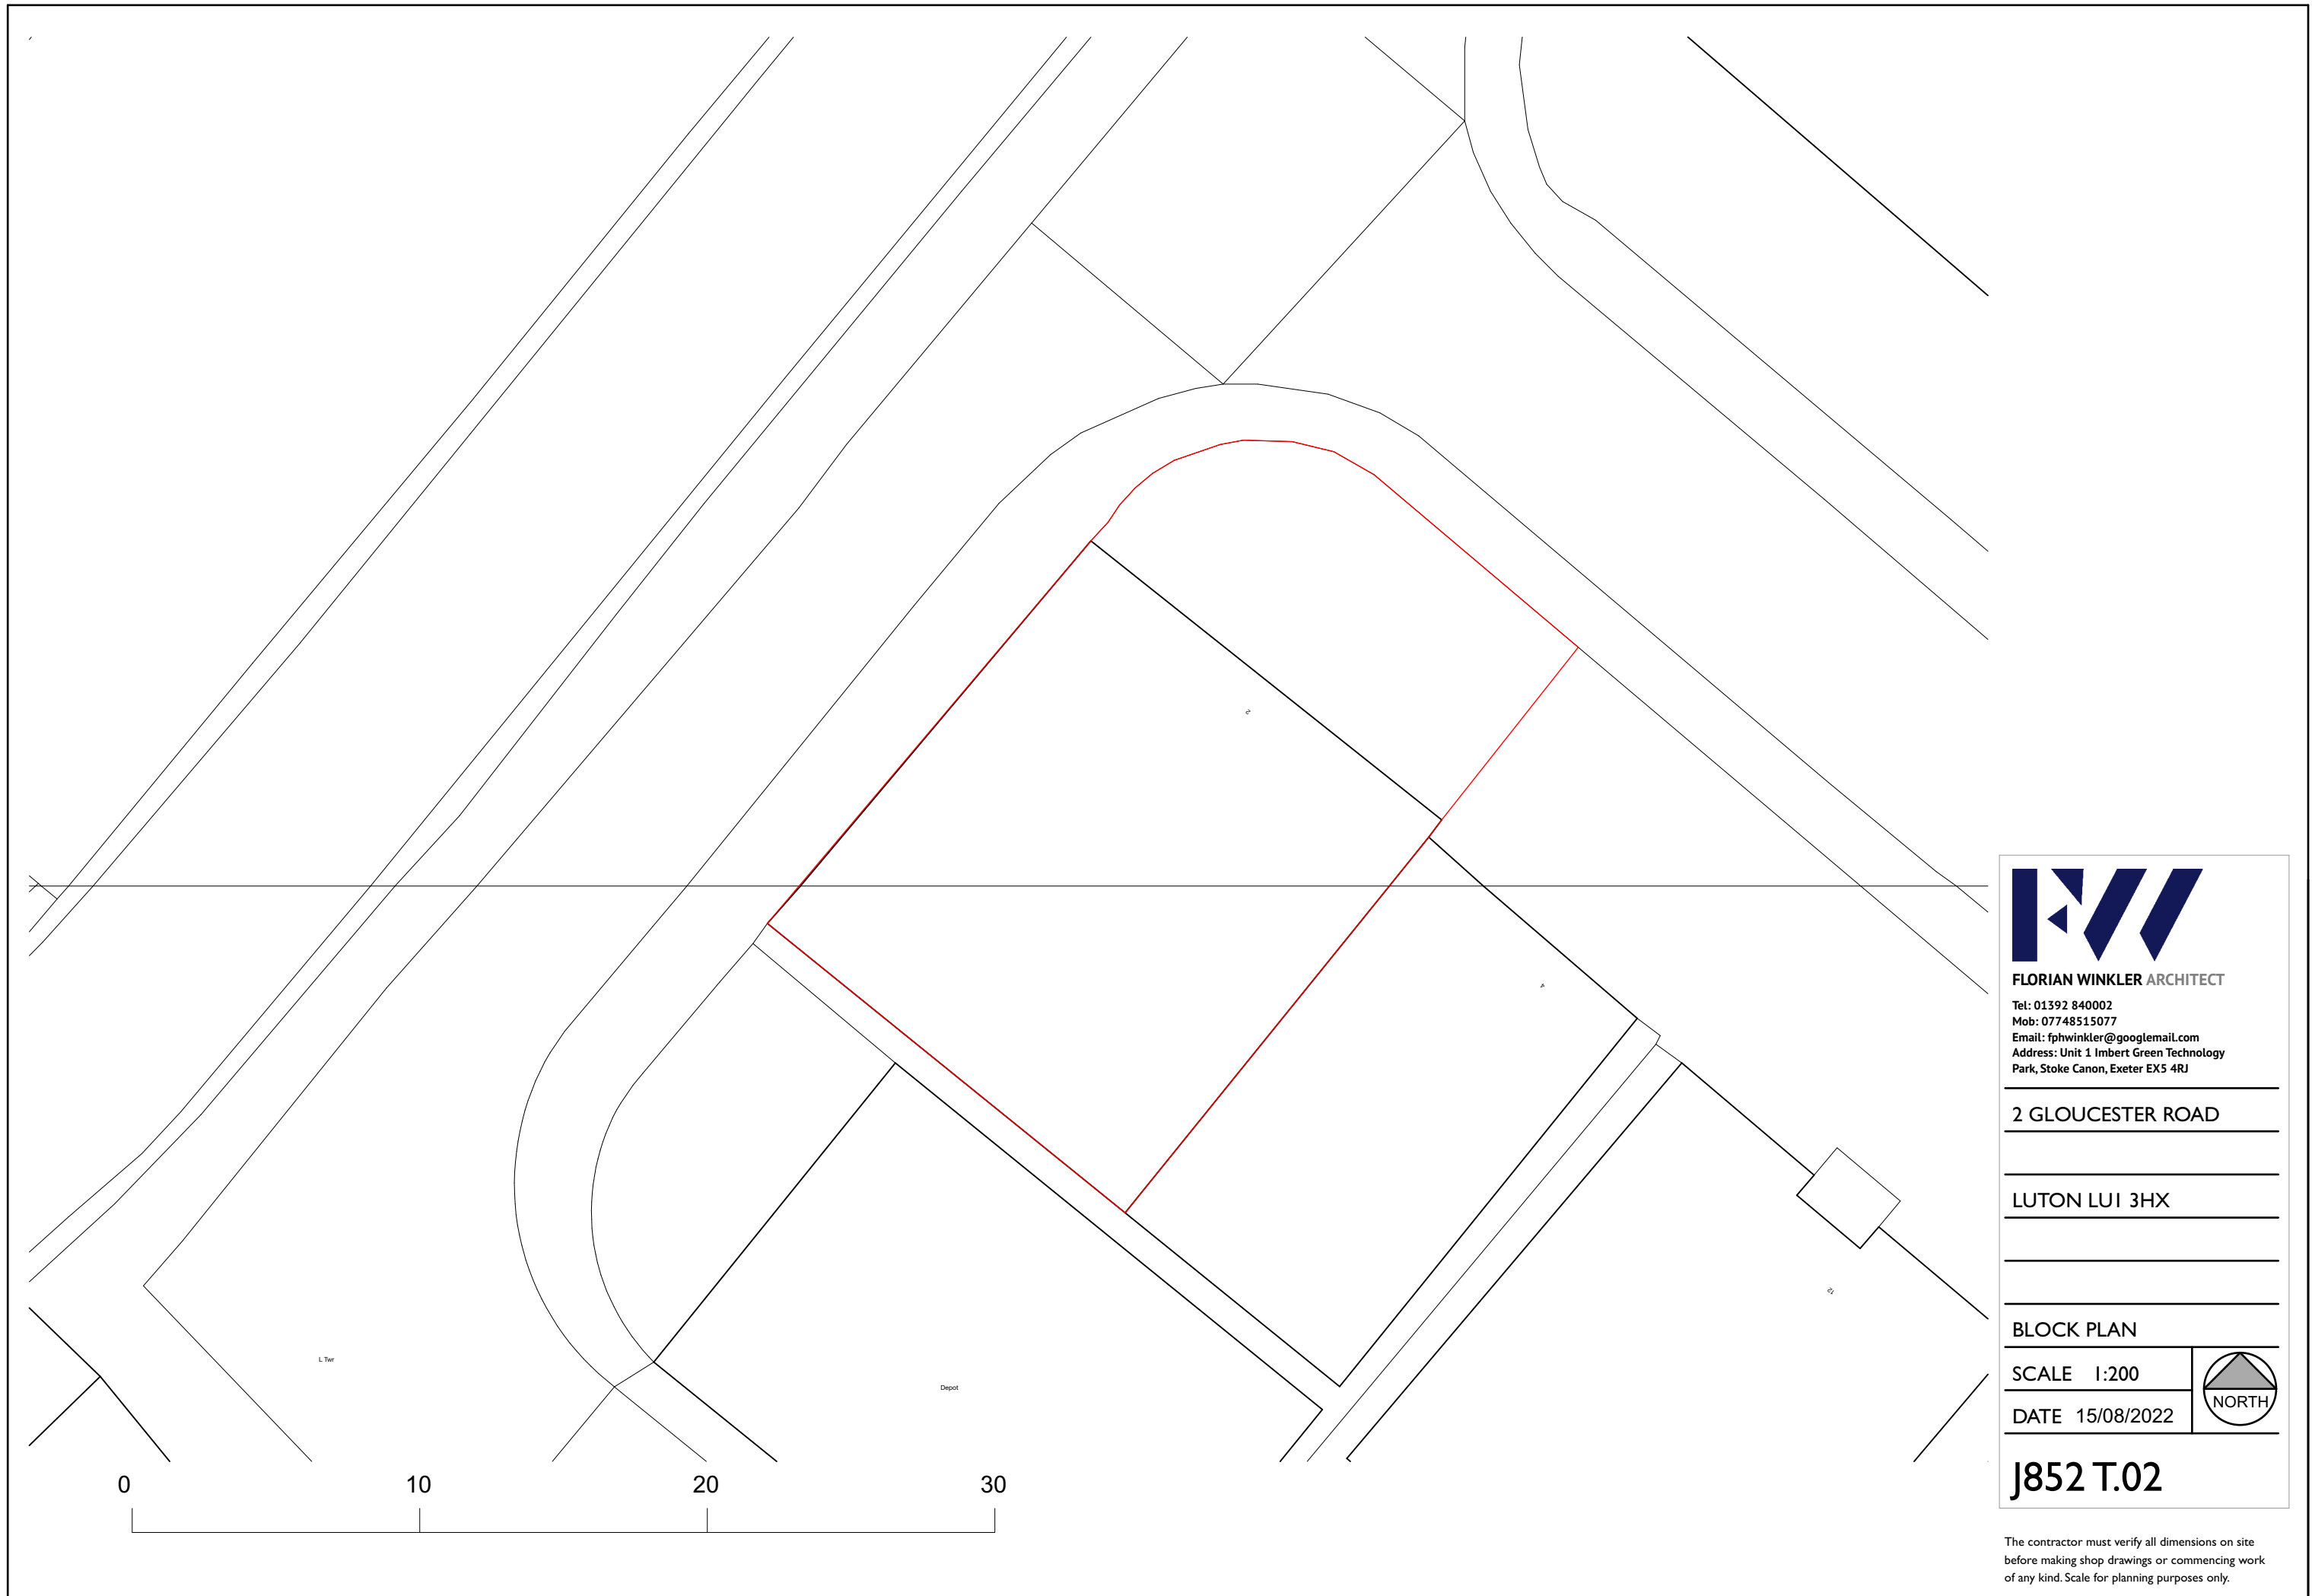 2
4
12
L Twr
Depot
0 10 20 30
FLORIAN WINKLER ARCHITECT
Tel: 01392 840002
Mob: 07748515077
Email: fphwinkler@googlemail.com
Address: Unit 1 Imbert Green Technology
Park, Stoke Canon, Exeter EX5 4RJ
2 GLOUCESTER ROAD
LUTON LU1 3HX
BLOCK PLAN
SCALE 1:200
DATE 15/08/2022
NORTH
J852 T.02
The contractor must verify all dimensions on site
before making shop drawings or commencing work
of any kind. Scale for planning purposes only.